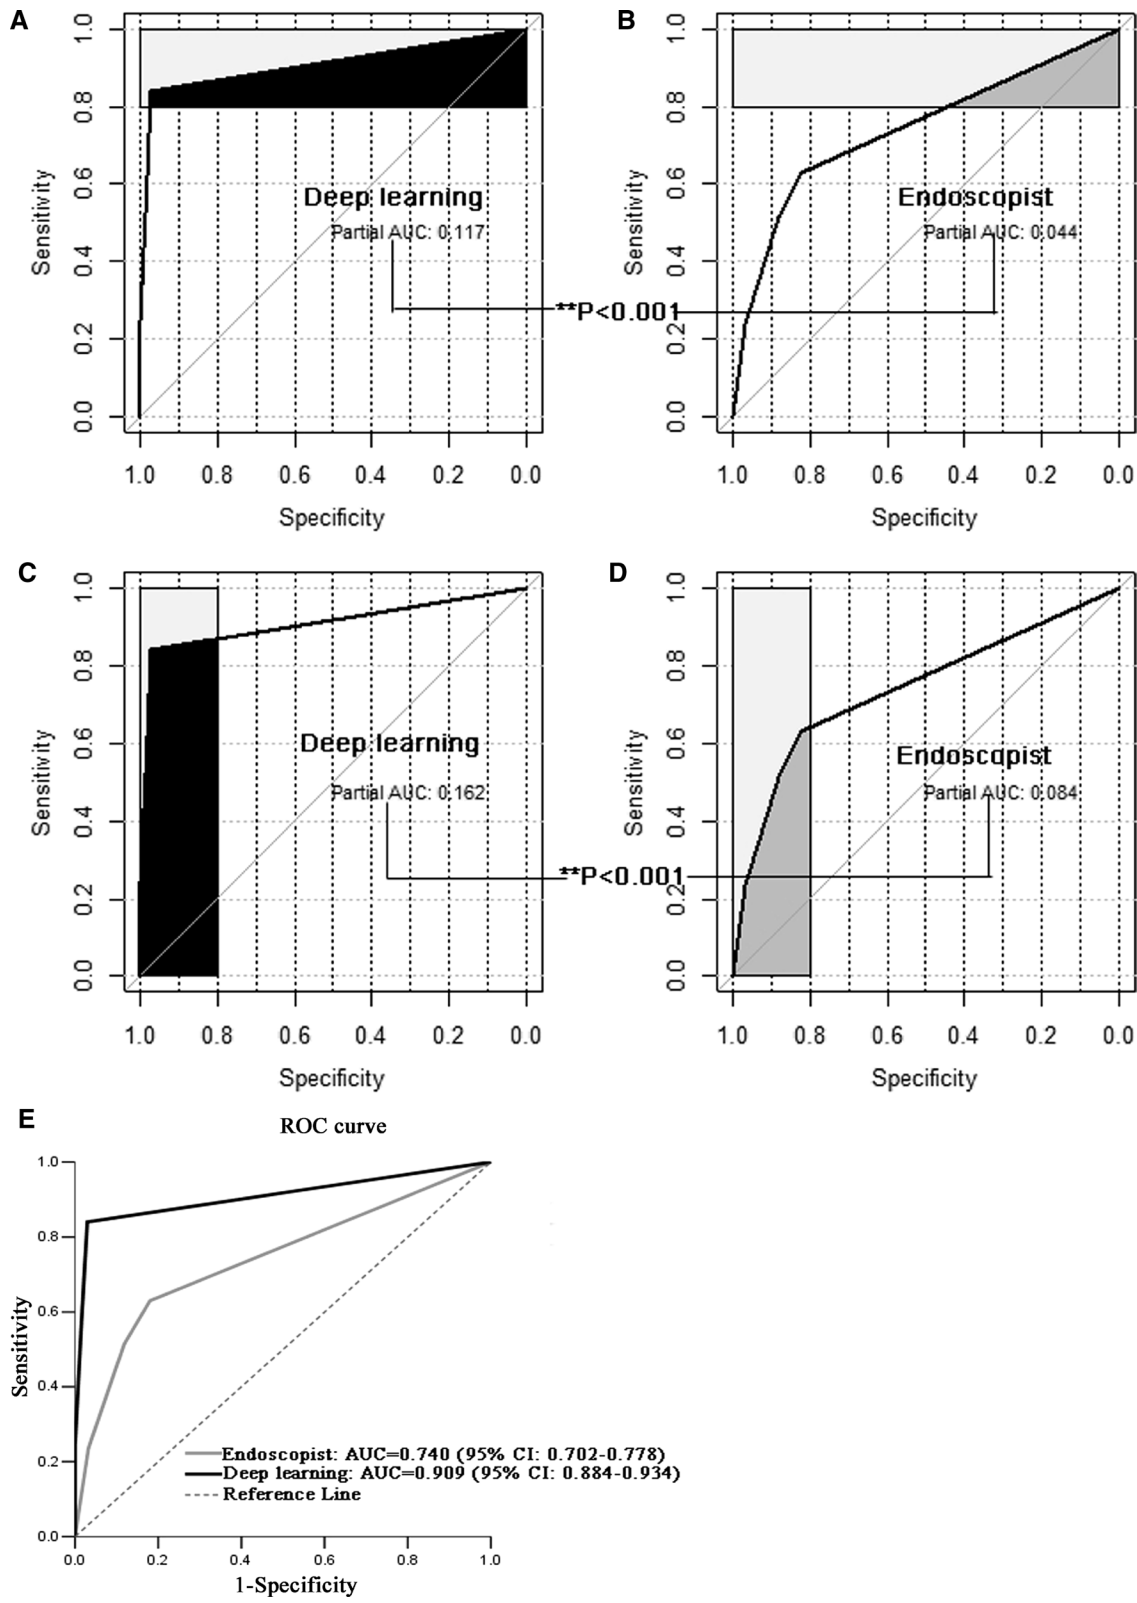 A
Sensitivity
0.0 0.2 0.4 0.6 0.8 1.0
Deep learning
Partial AUC: 0.117
1.0 0.8 0.6 0.4 0.2 0.0
Specificity
B
Sensitivity
0.0 0.2 0.4 0.6 0.8 1.0
Endoscopist
Partial AUC: 0.044
**P<0.001
1.0 0.8 0.6 0.4 0.2 0.0
Specificity
C
Sensitivity
0.0 0.2 0.4 0.6 0.8 1.0
Deep learning
Partial AUC: 0.162
1.0 0.8 0.6 0.4 0.2 0.0
Specificity
D
Sensitivity
0.0 0.2 0.4 0.6 0.8 1.0
Endoscopist
Partial AUC: 0.084
**P<0.001
1.0 0.8 0.6 0.4 0.2 0.0
Specificity
E
ROC curve
Sensitivity
1.0
0.8
0.6
0.4
0.2
0.0
Endoscopist: AUC=0.740 (95% CI: 0.702-0.778)
Deep learning: AUC=0.909 (95% CI: 0.884-0.934)
Reference Line
0.0 0.2 0.4 0.6 0.8 1.0
1-Specificity